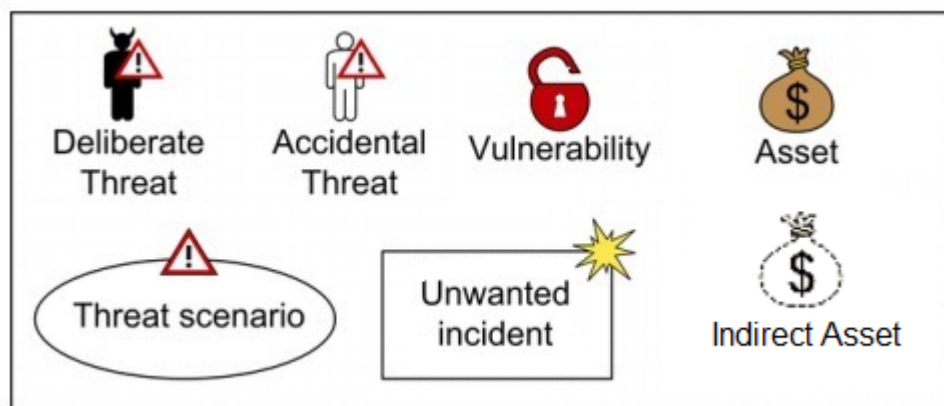 Deliberate
Threat
Accidental
Threat
Vulnerability
$
Asset
!
Threat scenario
Unwanted
incident
$
Indirect Asset